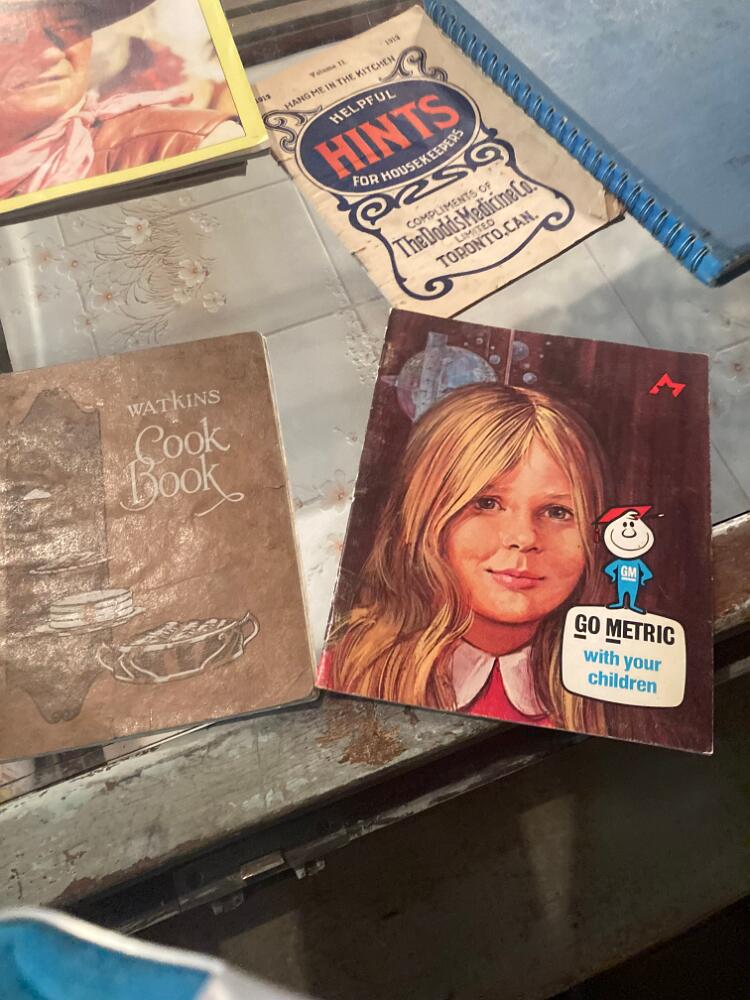 Volume II. 1913
1913 HANG ME IN THE KITCHEN
HELPFUL
HINTS
FOR HOUSEKEEPERS
COMPLIMENTS OF
The Dodds Medicine Co.
LIMITED
TORONTO, CAN.
WATKINS
Cook
Book
GM
GO METRIC
with your
children